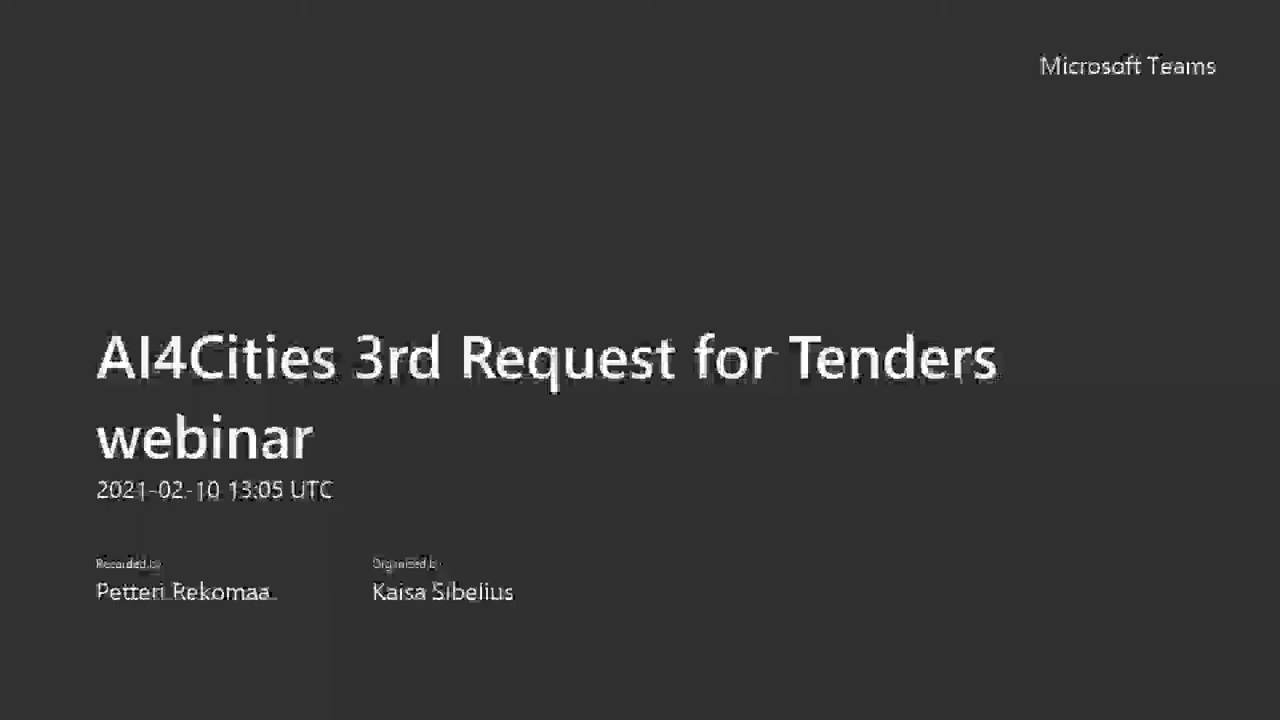 Microsoft Teams
AI4Cities 3rd Request for Tenders
webinar
2021-02-10 13:05 UTC
Recorded by
Organized by
Petteri Rekomaa
Kaisa Sibelius